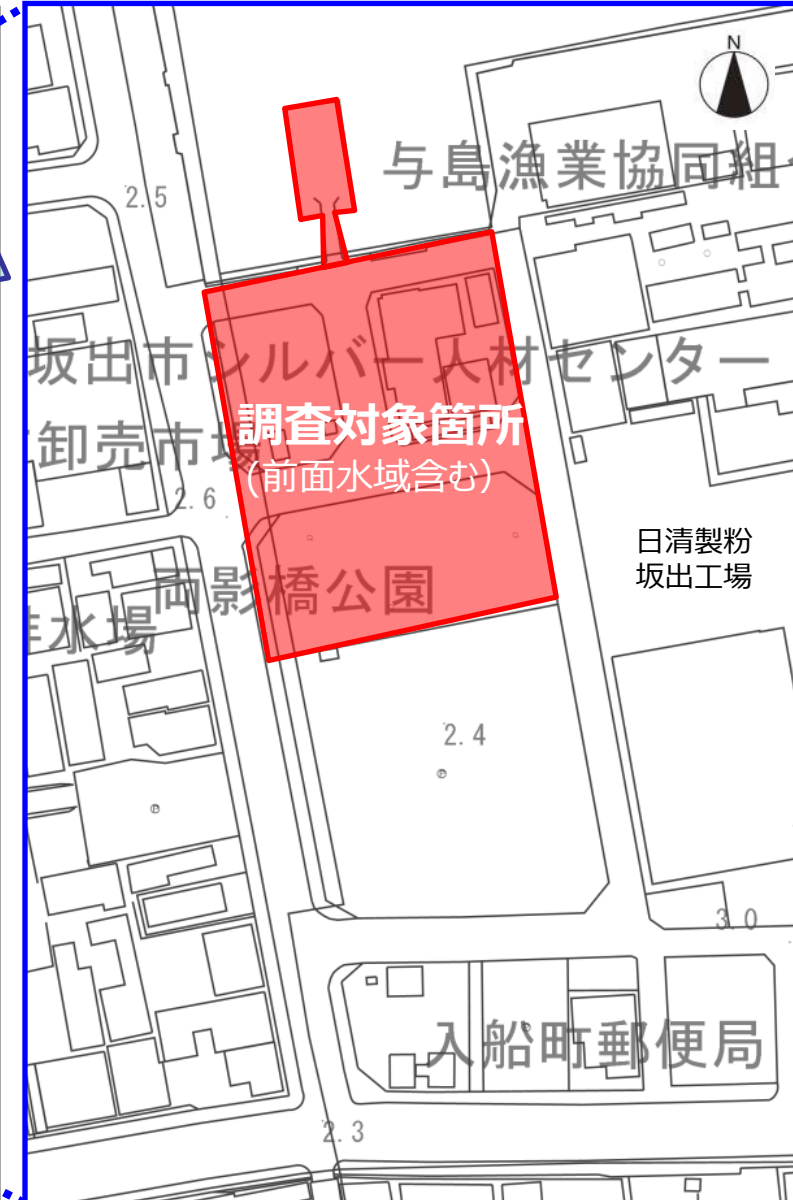 N
与島漁業協同組合
2.5
坂出市シルバー人材センター
調査対象箇所
卸売市場
(前面水域含む)
2.6
日清製粉
坂出工場
両影橋公園
水場
2.4
3.0
入船町郵便局
2.3